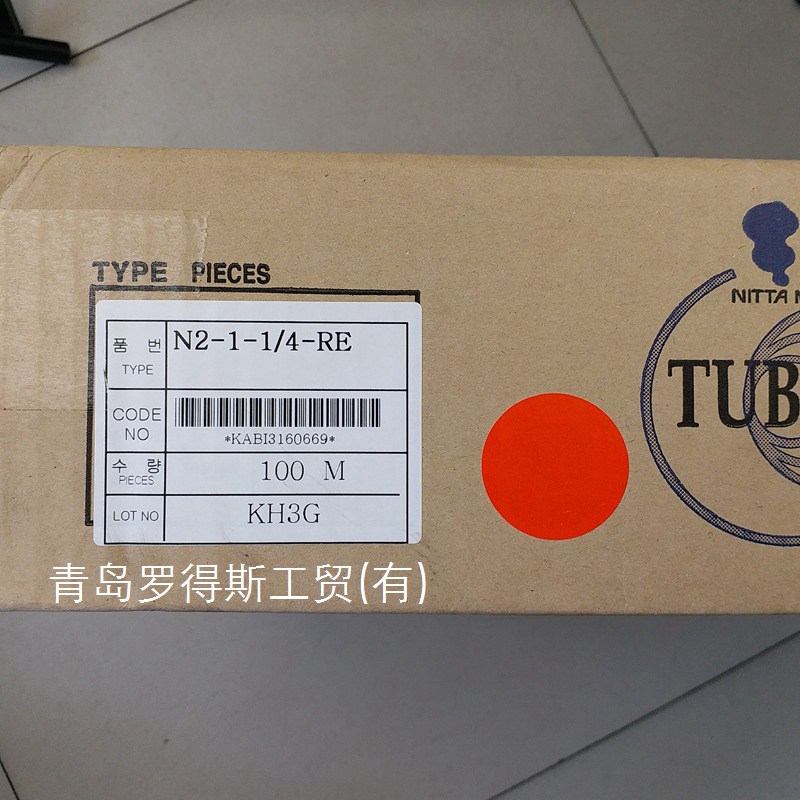 TYPE PIECES
품 번 TYPE N2-1-1/4-RE
CODE NO *KABI3160669*
수 량 PIECES 100 M
LOT NO KH3G
NITTA
TUB
青岛罗得斯工贸(有)